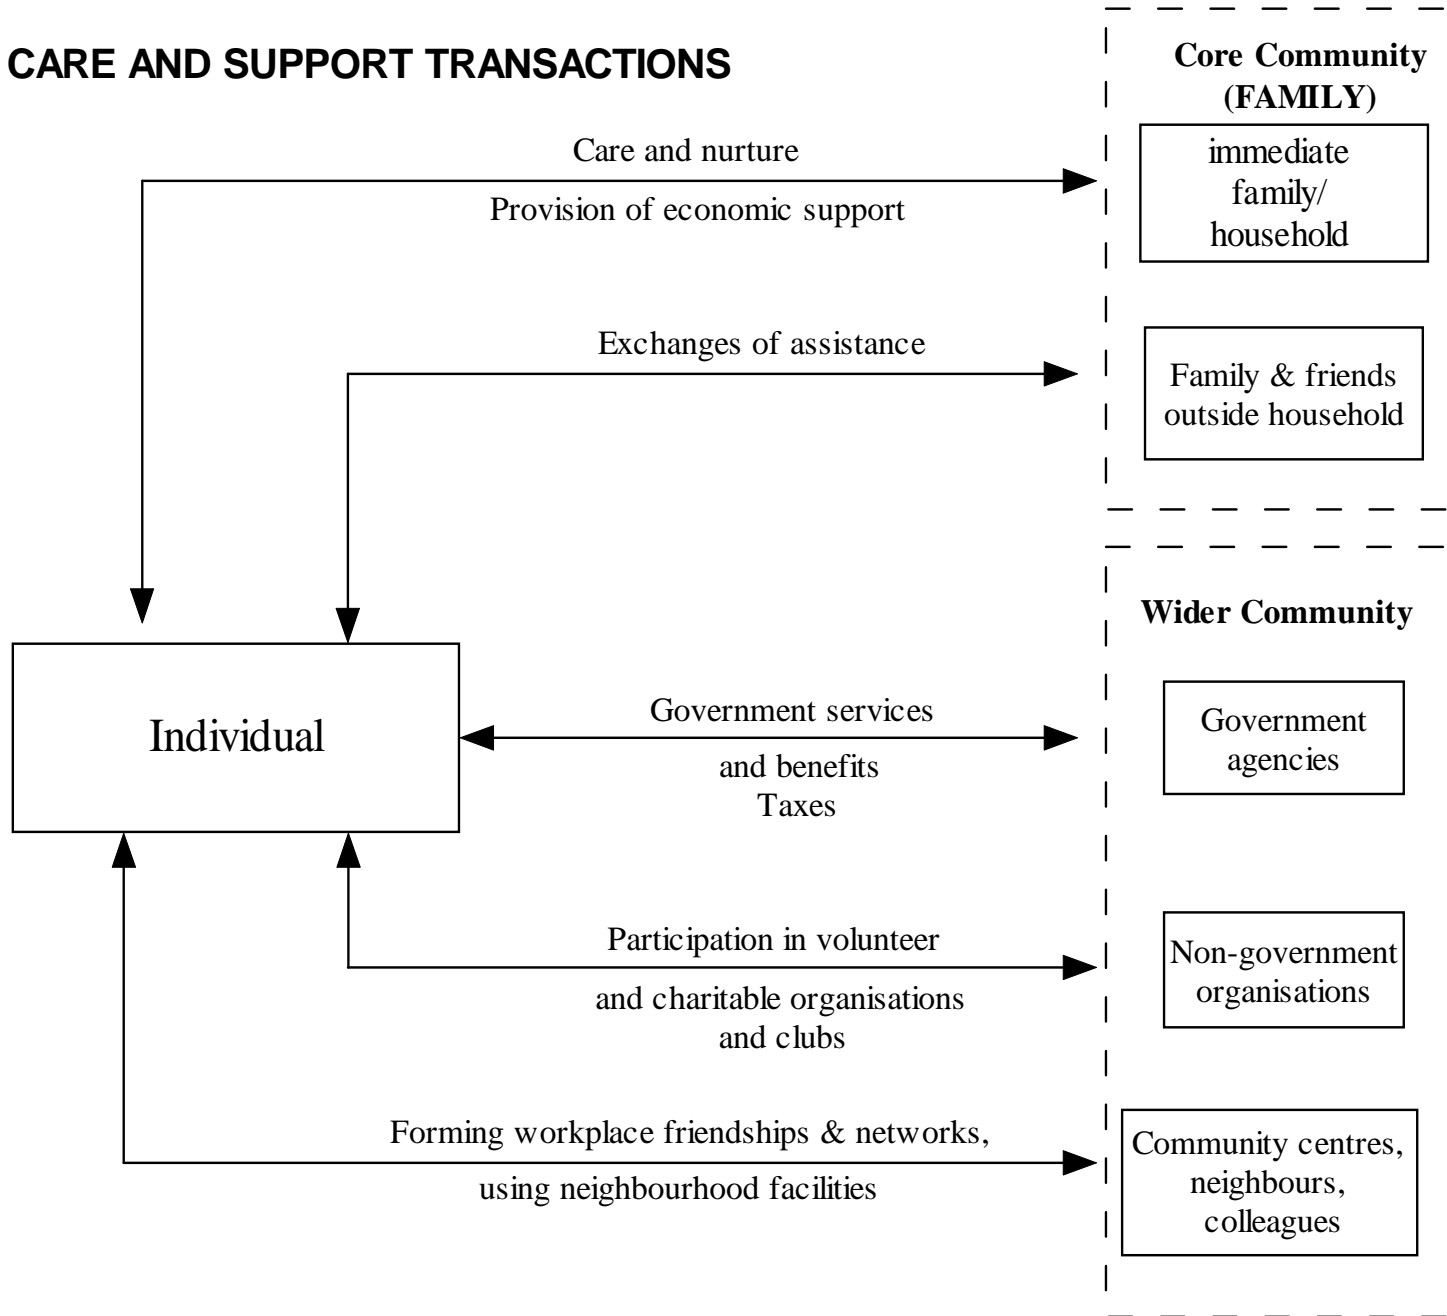 CARE AND SUPPORT TRANSACTIONS
Core Community
(FAMILY)
Care and nurture
Provision of economic support
immediate
family/
household
Exchanges of assistance
Family & friends
outside household
Wider Community
Individual
Government services
and benefits
Taxes
Government
agencies
Participation in volunteer
and charitable organisations
and clubs
Non-government
organisations
Forming workplace friendships & networks,
using neighbourhood facilities
Community centres,
neighbours,
colleagues